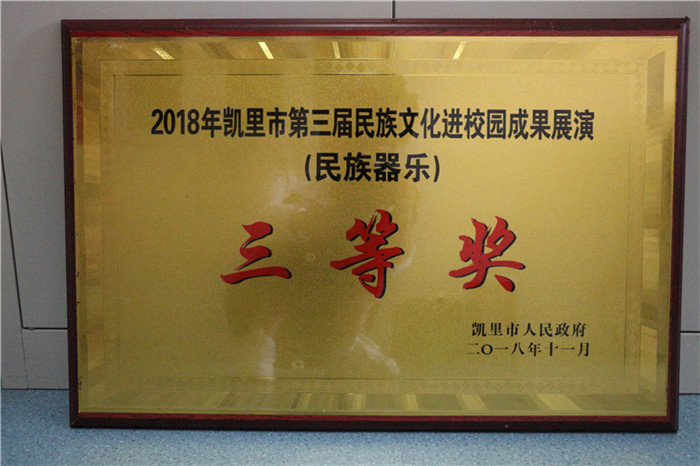 2018年凯里市第三届民族文化进校园成果展演
(民族器乐)
三等奖
凯里市人民政府
二〇一八年十一月